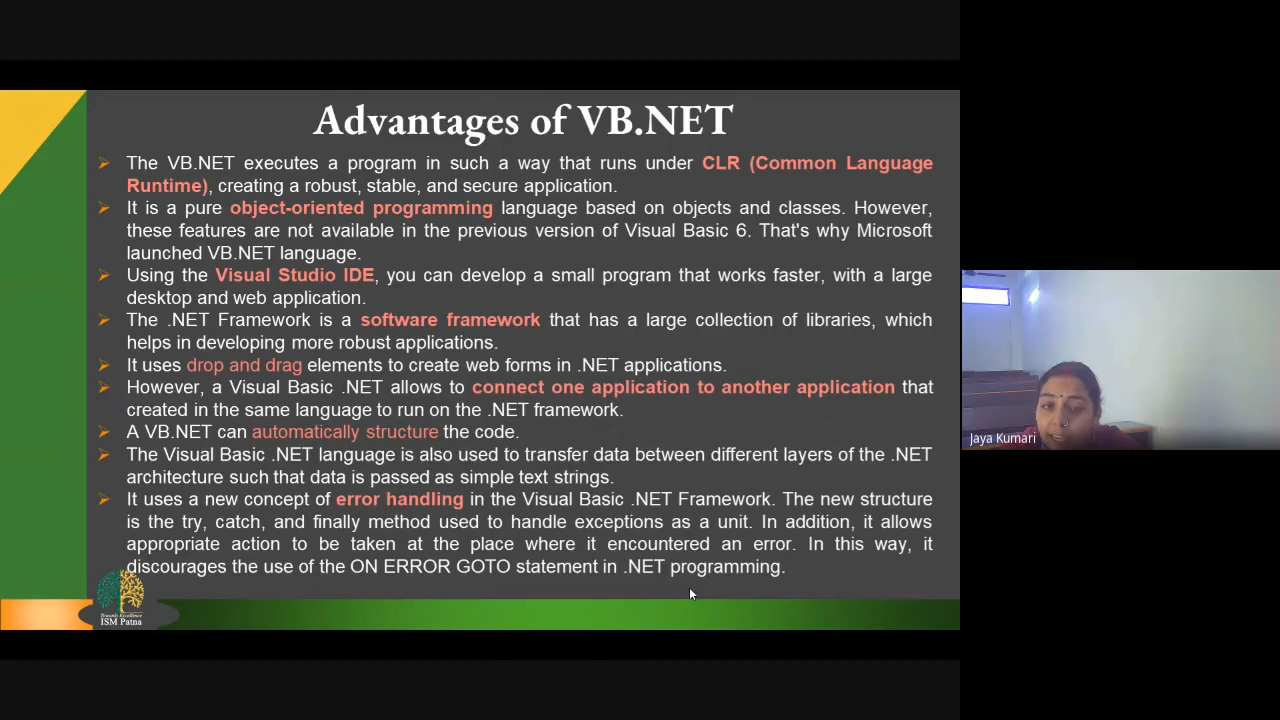 Advantages of VB.NET
The VB.NET executes a program in such a way that runs under CLR (Common Language
Runtime), creating a robust, stable, and secure application.
It is a pure object-oriented programming language based on objects and classes. However,
these features are not available in the previous version of Visual Basic 6. That's why Microsoft
launched VB.NET language.
Using the Visual Studio IDE, you can develop a small program that works faster, with a large
desktop and web application.
The .NET Framework is a software framework that has a large collection of libraries, which
helps in developing more robust applications.
It uses drop and drag elements to create web forms in .NET applications.
However, a Visual Basic .NET allows to connect one application to another application that
created in the same language to run on the .NET framework.
A VB.NET can automatically structure the code.
The Visual Basic .NET language is also used to transfer data between different layers of the .NET
architecture such that data is passed as simple text strings.
It uses a new concept of error handling in the Visual Basic .NET Framework. The new structure
is the try, catch, and finally method used to handle exceptions as a unit. In addition, it allows
appropriate action to be taken at the place where it encountered an error. In this way, it
discourages the use of the ON ERROR GOTO statement in .NET programming.
Towards Excellence
ISM Patna
Jaya Kumari